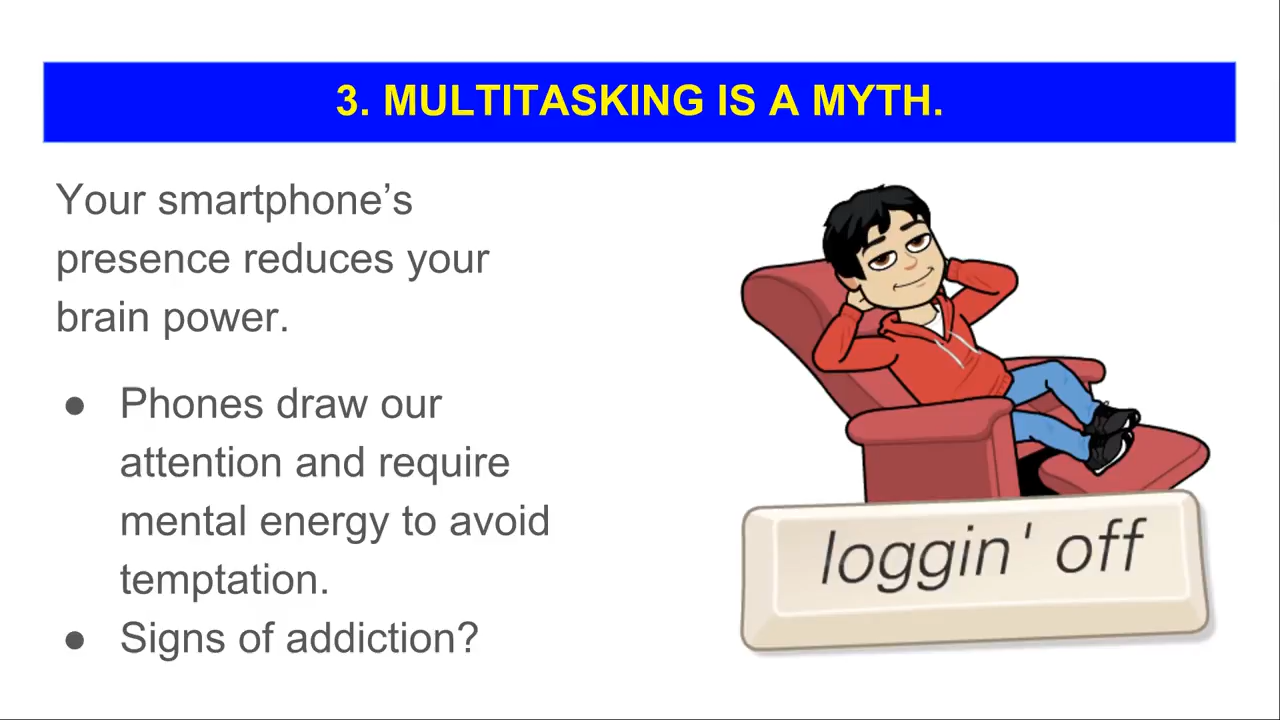 3. MULTITASKING IS A MYTH.
Your smartphone’s
presence reduces your
brain power.
● Phones draw our
attention and require
mental energy to avoid
temptation.
● Signs of addiction?
loggin' off